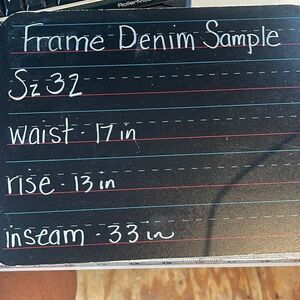 Frame Denim Sample
Sz 32
waist - 17 in
rise - 13 in
inseam - 33 in